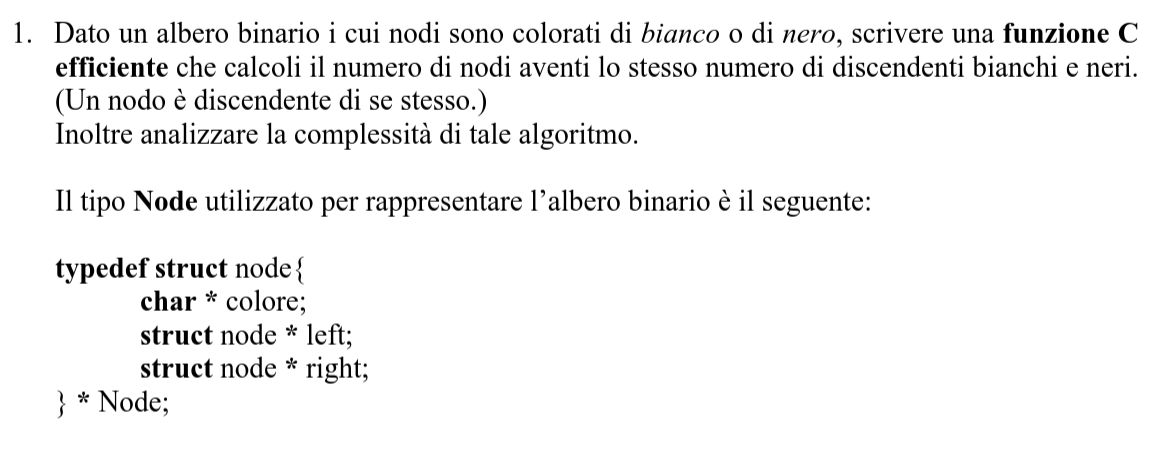 1. Dato un albero binario i cui nodi sono colorati di bianco o di nero, scrivere una funzione C
efficiente che calcoli il numero di nodi aventi lo stesso numero di discendenti bianchi e neri.
(Un nodo è discendente di se stesso.)
Inoltre analizzare la complessità di tale algoritmo.
Il tipo Node utilizzato per rappresentare l’albero binario è il seguente:
typedef struct node{
char * colore;
struct node * left;
struct node * right;
} * Node;